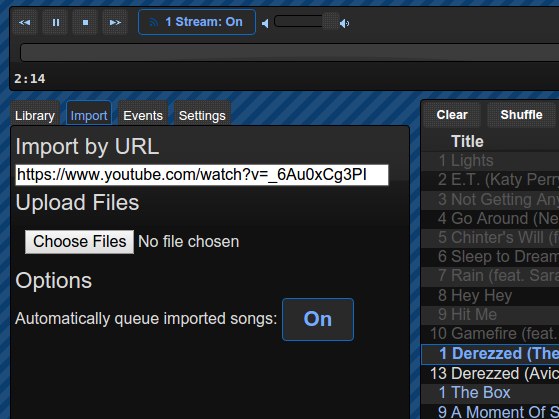 1 Stream: On
2:14
Library Import Events Settings
Import by URL
https://www.youtube.com/watch?v=_6Au0xCg3PI
Upload Files
Choose Files No file chosen
Options
Automatically queue imported songs: On
Clear Shuffle
Title
1 Lights
2 E.T. (Katy Perry
3 Not Getting Any
4 Go Around (Ne
5 Chinter's Will (f
6 Sleep to Dream
7 Rain (feat. Sara
8 Hey Hey
9 Hit Me
10 Gamefire (feat.
1 Derezzed (The
13 Derezzed (Avic
1 The Box
9 A Moment Of S